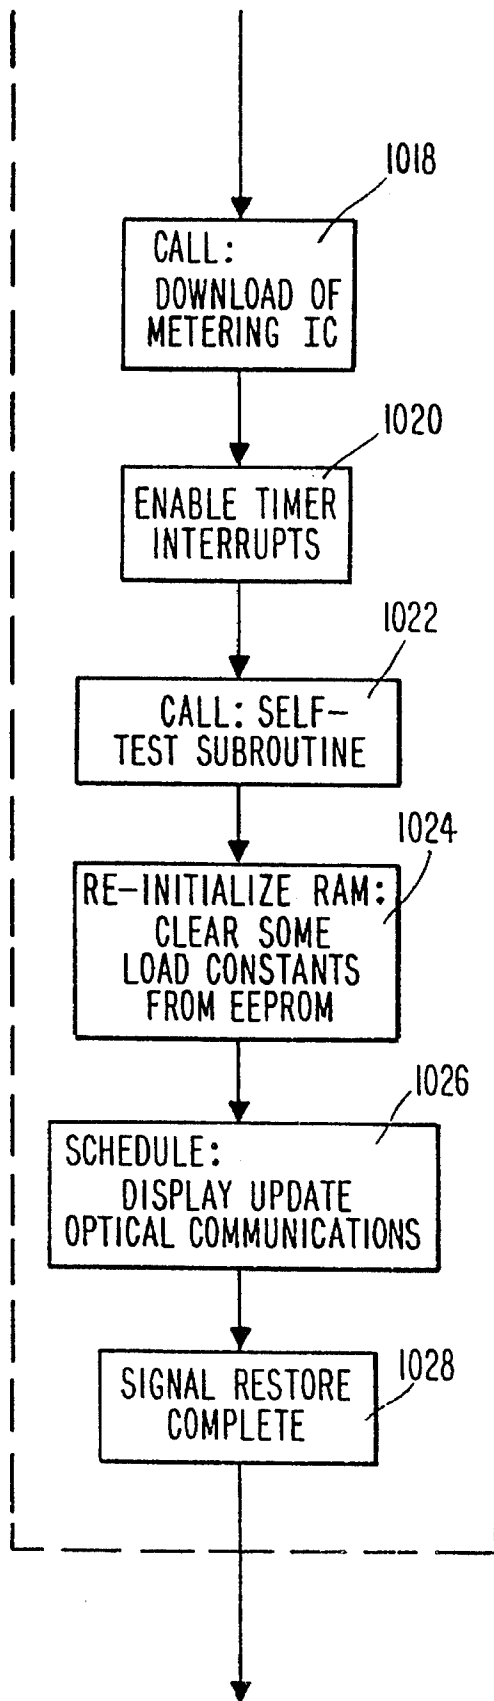 1018
CALL:
DOWNLOAD OF
METERING IC
1020
ENABLE TIMER
INTERRUPTS
1022
CALL: SELF-
TEST SUBROUTINE
1024
RE-INITIALIZE RAM:
CLEAR SOME
LOAD CONSTANTS
FROM EEPROM
1026
SCHEDULE:
DISPLAY UPDATE
OPTICAL COMMUNICATIONS
1028
SIGNAL RESTORE
COMPLETE